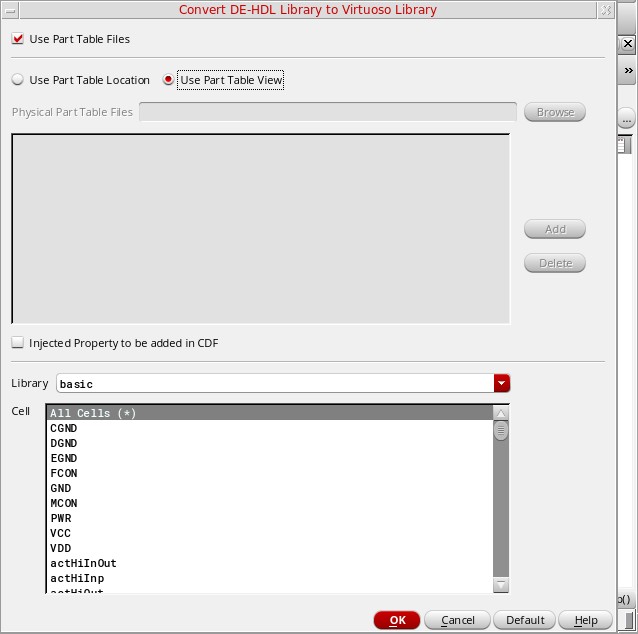 Convert DE-HDL Library to Virtuoso Library
Use Part Table Files
Use Part Table Location Use Part Table View
Physical Part Table Files Browse
...
Add
Delete
Injected Property to be added in CDF
Library basic
Cell All Cells (*)
CGND
DGND
EGND
FCON
GND
MCON
PWR
VCC
VDD
actHiInOut
actHiInp
actHiOut
OK Cancel Default Help